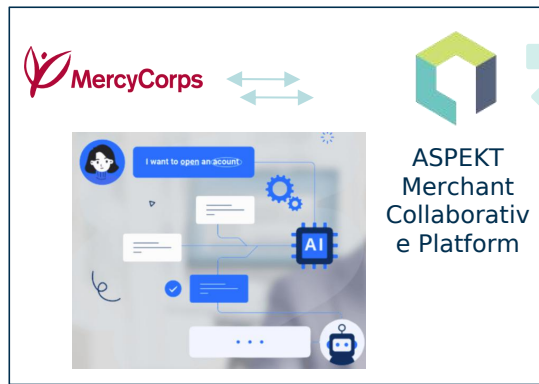 MercyCorps
I want to open an acount
AI
ASPEKT
Merchant
Collaborativ
e Platform